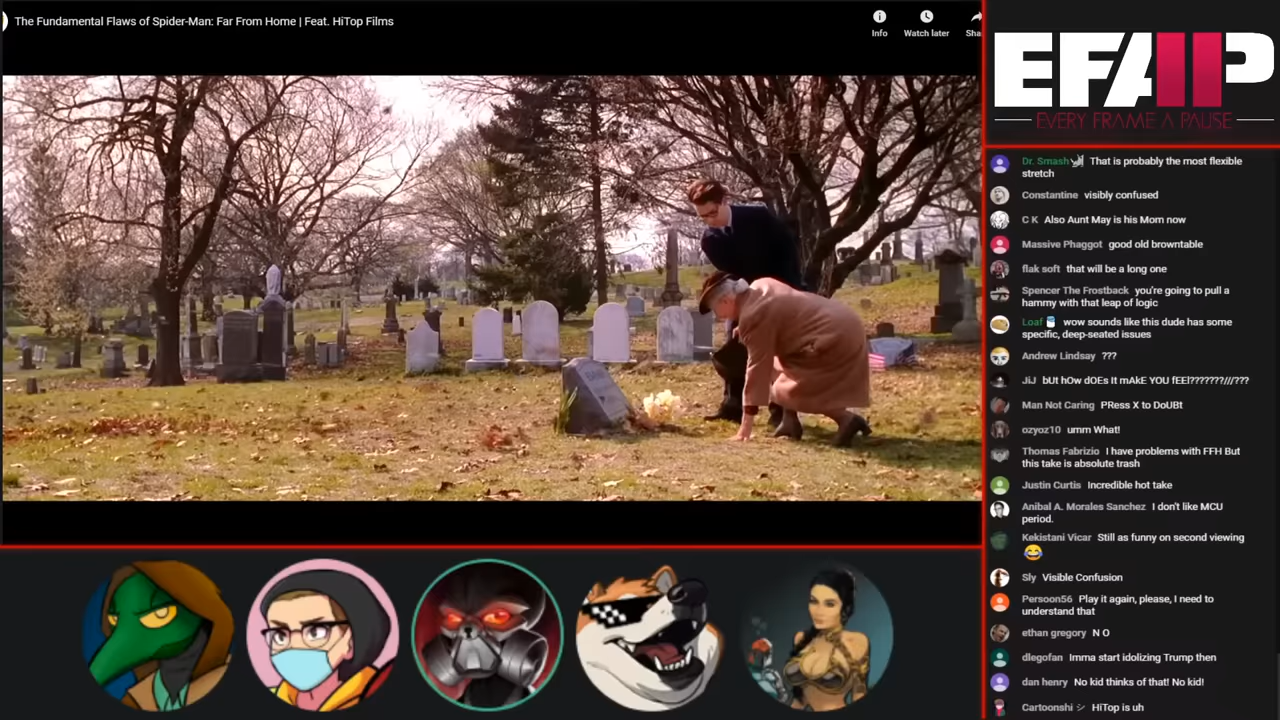 The Fundamental Flaws of Spider-Man: Far From Home | Feat. HiTop Films
Info
Watch later
Sha
EFAP
EVERY FRAME A PAUSE
Dr. Smash That is probably the most flexible
stretch
Constantine visibly confused
C K Also Aunt May is his Mom now
Massive Phaggot good old browntable
flak soft that will be a long one
Spencer The Frostback you're going to pull a
hammy with that leap of logic
Loaf wow sounds like this dude has some
specific, deep-seated issues
Andrew Lindsay ???
JiJ bUt hOw dOEs It mAkE YOU fEEl???????///???
Man Not Caring PRess X to DoUBt
ozyoz10 umm What!
Thomas Fabrizio I have problems with FFH But
this take is absolute trash
Justin Curtis Incredible hot take
Anibal A. Morales Sanchez I don't like MCU
period.
Kekistani Vicar Still as funny on second viewing
😂
Sly Visible Confusion
Persoon56 Play it again, please, I need to
understand that
ethan gregory N O
dlegofan Imma start idolizing Trump then
dan henry No kid thinks of that! No kid!
Cartoonshi シ HiTop is uh